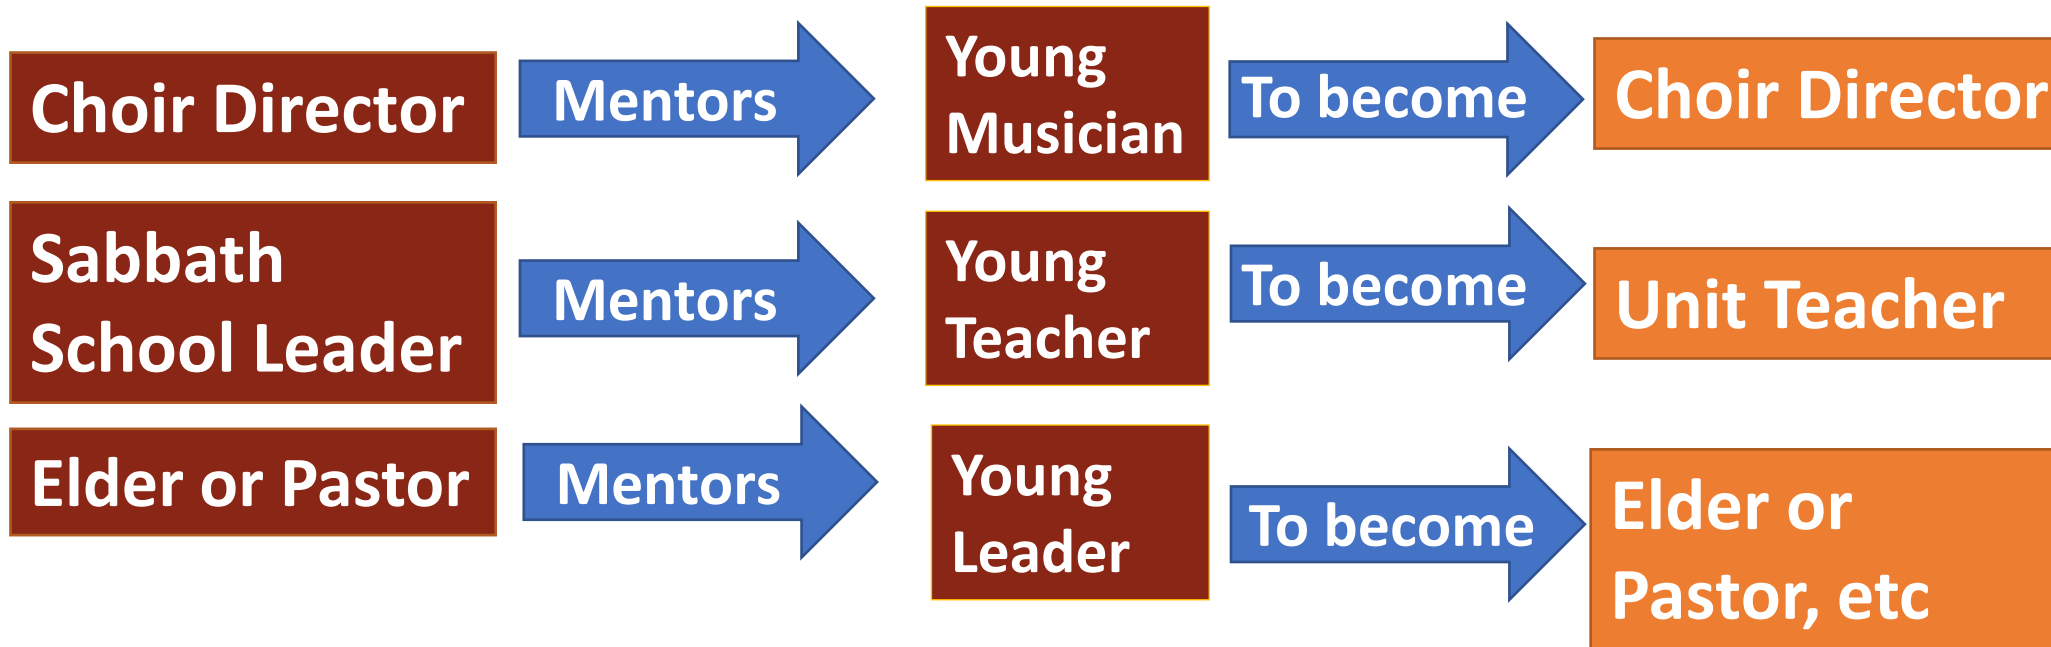 Choir Director
Mentors
Young
Musician
To become
Choir Director
Sabbath
School Leader
Mentors
Young
Teacher
To become
Unit Teacher
Elder or Pastor
Mentors
Young
Leader
To become
Elder or
Pastor, etc